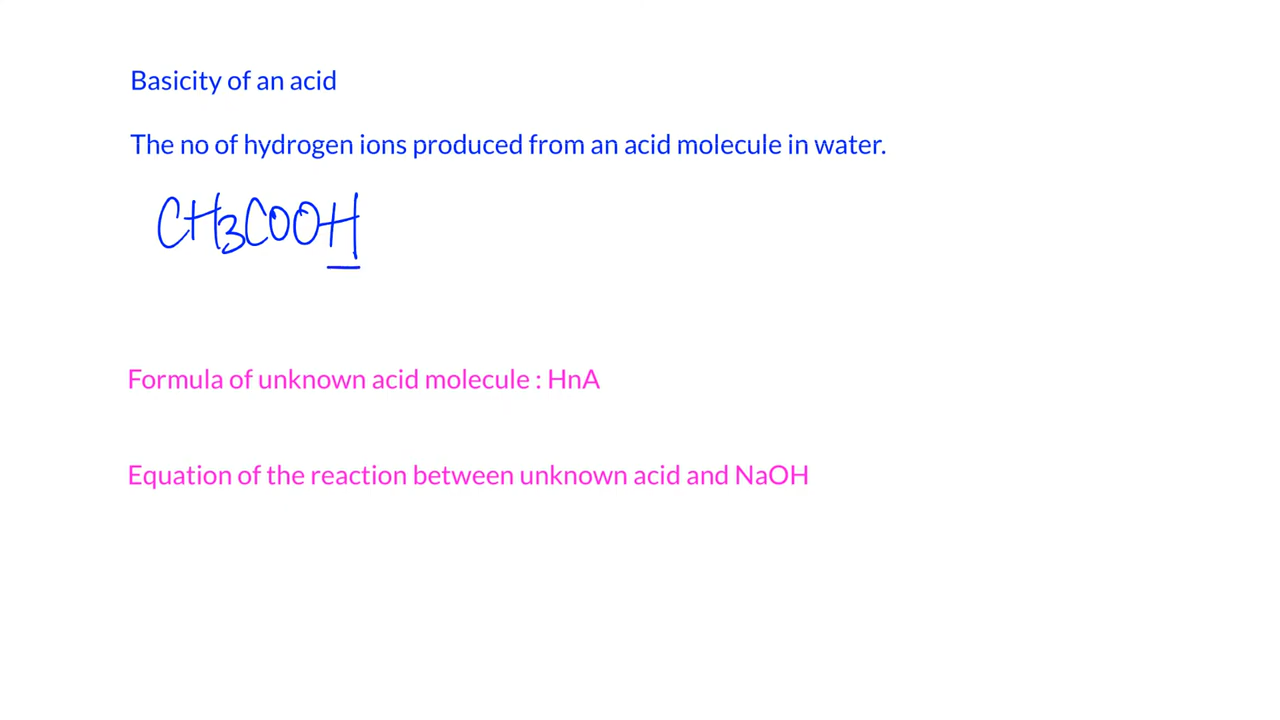 Basicity of an acid
The no of hydrogen ions produced from an acid molecule in water.
CH3COOH
Formula of unknown acid molecule : HnA
Equation of the reaction between unknown acid and NaOH